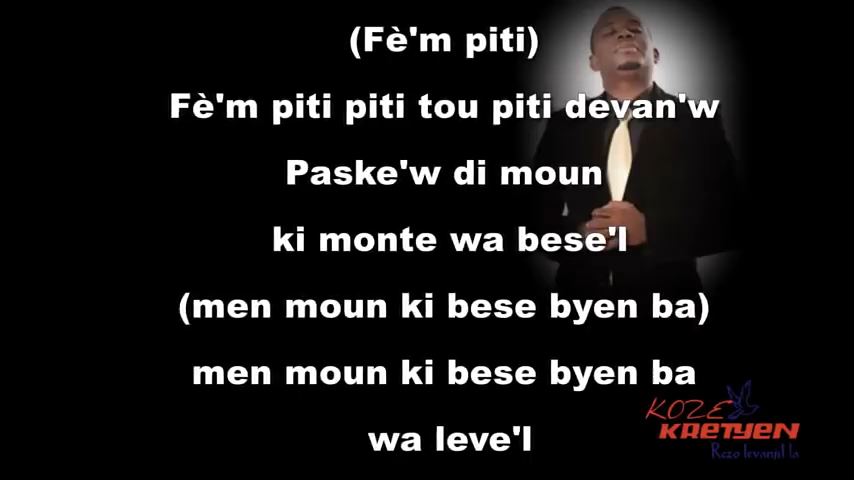 (Fè'm piti)
Fè'm piti piti tou piti devan'w
Paske'w di moun
ki monte wa bese'l
(men moun ki bese byen ba)
men moun ki bese byen ba
wa leve'l
KOZE
KRETYEN
Rezo levanjil la